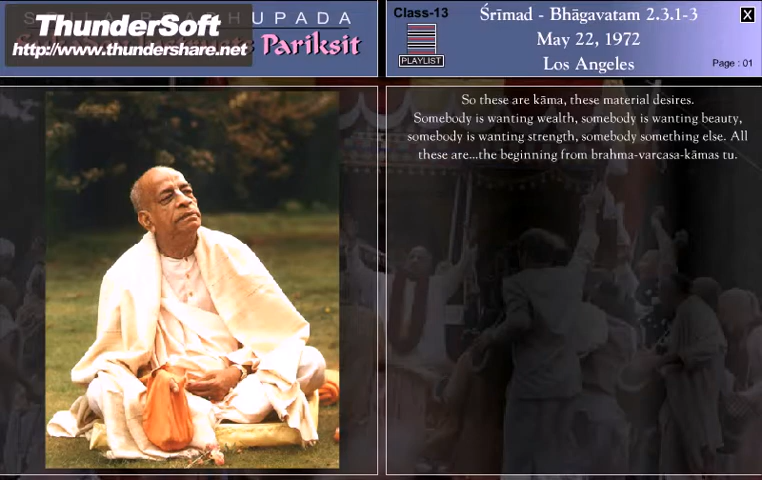 SRILA PRABHUPADA
ThunderSoft
http://www.thundershare.net
Pariksit
Class-13
PLAYLIST
Śrīmad - Bhāgavatam 2.3.1-3
May 22, 1972
Los Angeles
X
Page : 01
So these are kāma, these material desires.
Somebody is wanting wealth, somebody is wanting beauty,
somebody is wanting strength, somebody something else. All
these are...the beginning from brahma-varcasa-kāmas tu.